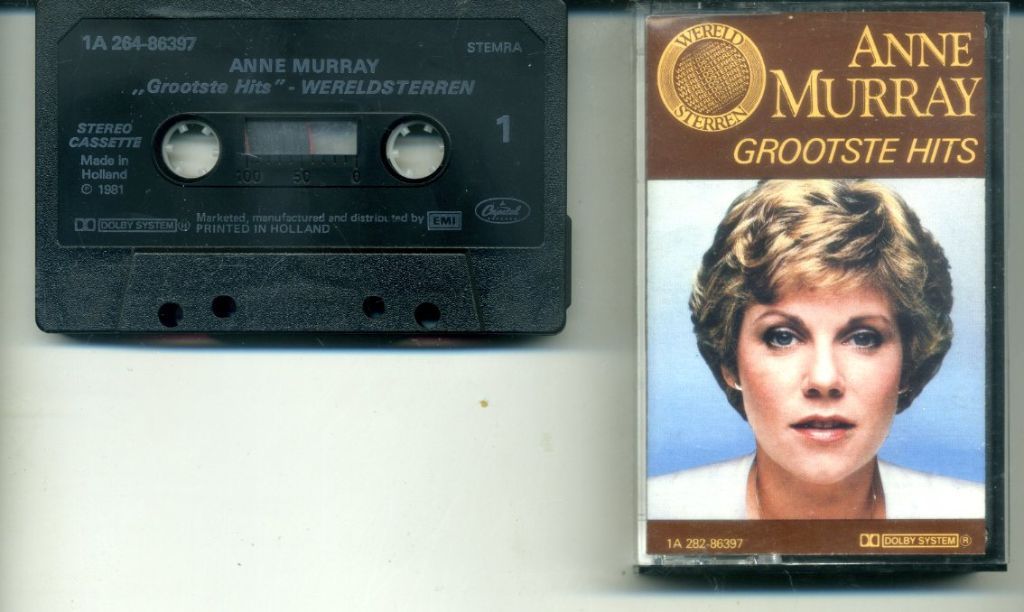 1A 264-86397
STEMRA
ANNE MURRAY
„Grootste Hits” - WERELDSTERREN
STEREO
CASSETTE
Made in
Holland
℗ 1981
1
100 50 0
DOLBY SYSTEM®
Marketed, manufactured and distributed by EMI
PRINTED IN HOLLAND
Capitol
WERELD
STERREN
ANNE
MURRAY
GROOTSTE HITS
1A 282-86397
DOLBY SYSTEM ®